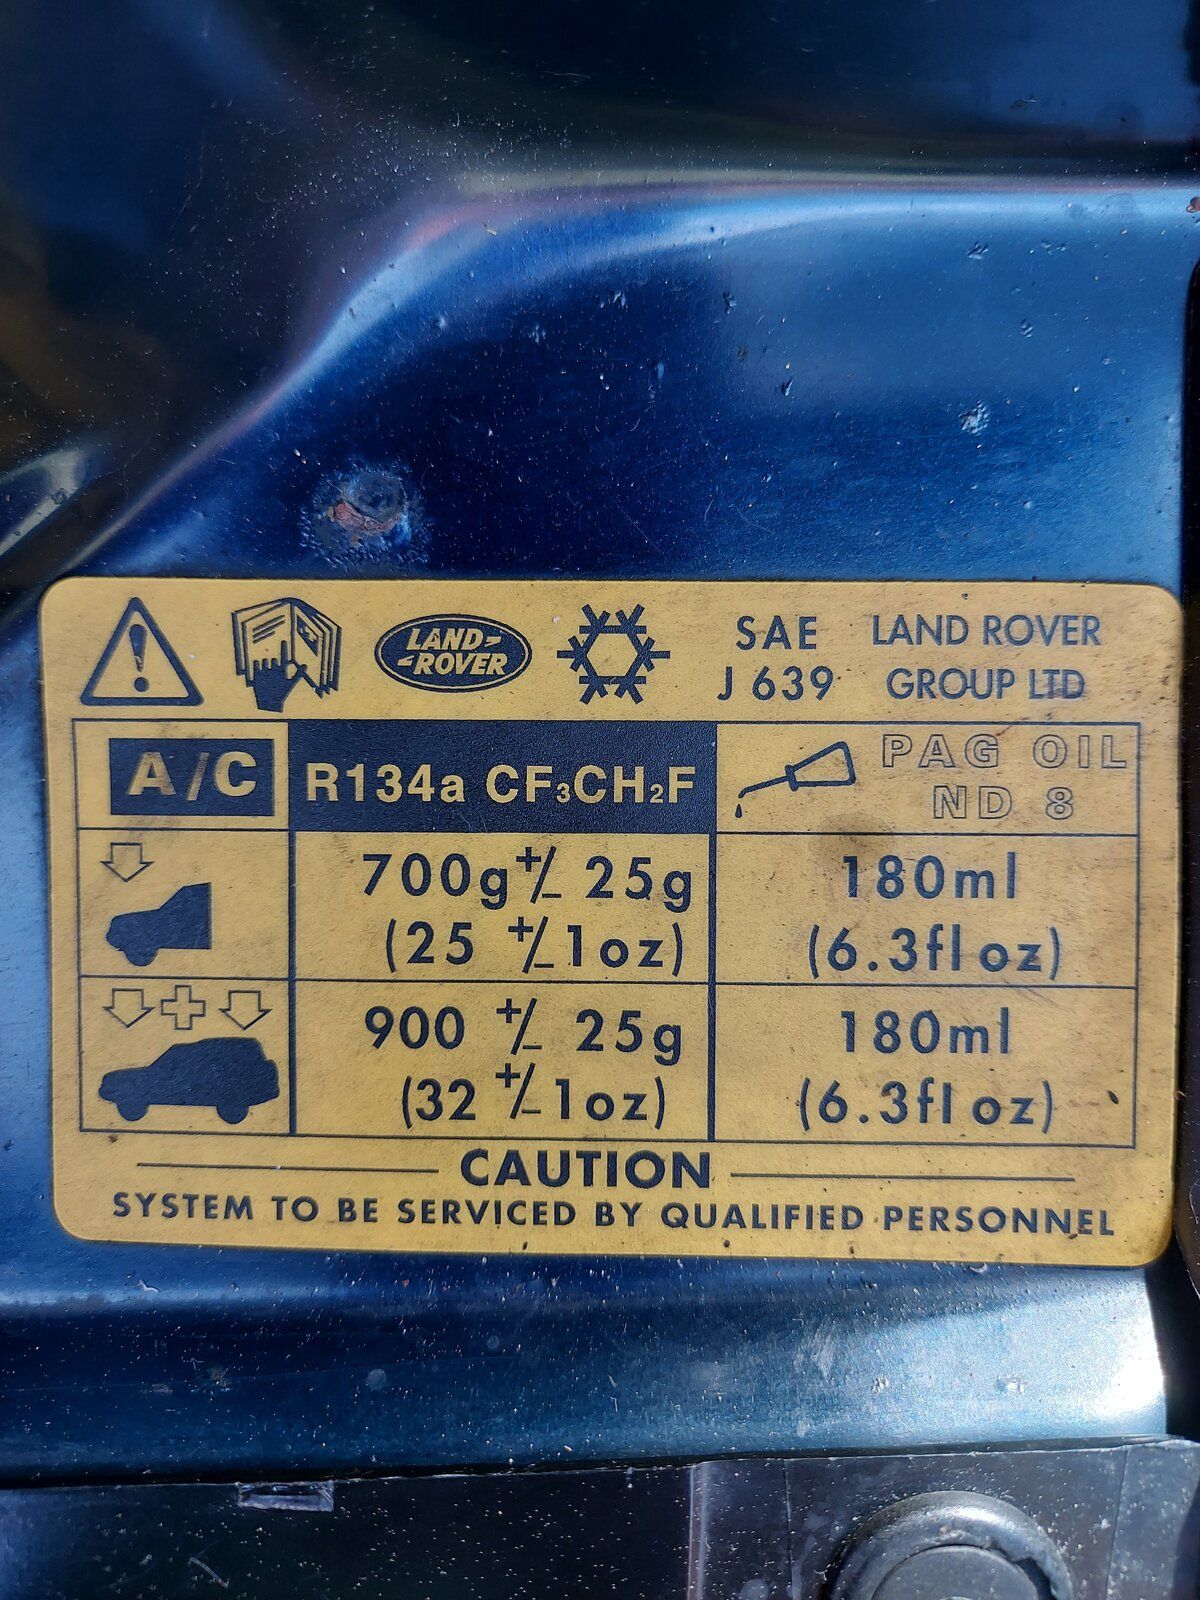 LAND-
-ROVER
SAE
J 639
LAND ROVER
GROUP LTD
A/C
R134a CF₃CH₂F
PAG OIL
ND 8
700g +/- 25g
(25 +/- 1oz)
180ml
(6.3fl oz)
900 +/- 25g
(32 +/- 1oz)
180ml
(6.3fl oz)
CAUTION
SYSTEM TO BE SERVICED BY QUALIFIED PERSONNEL